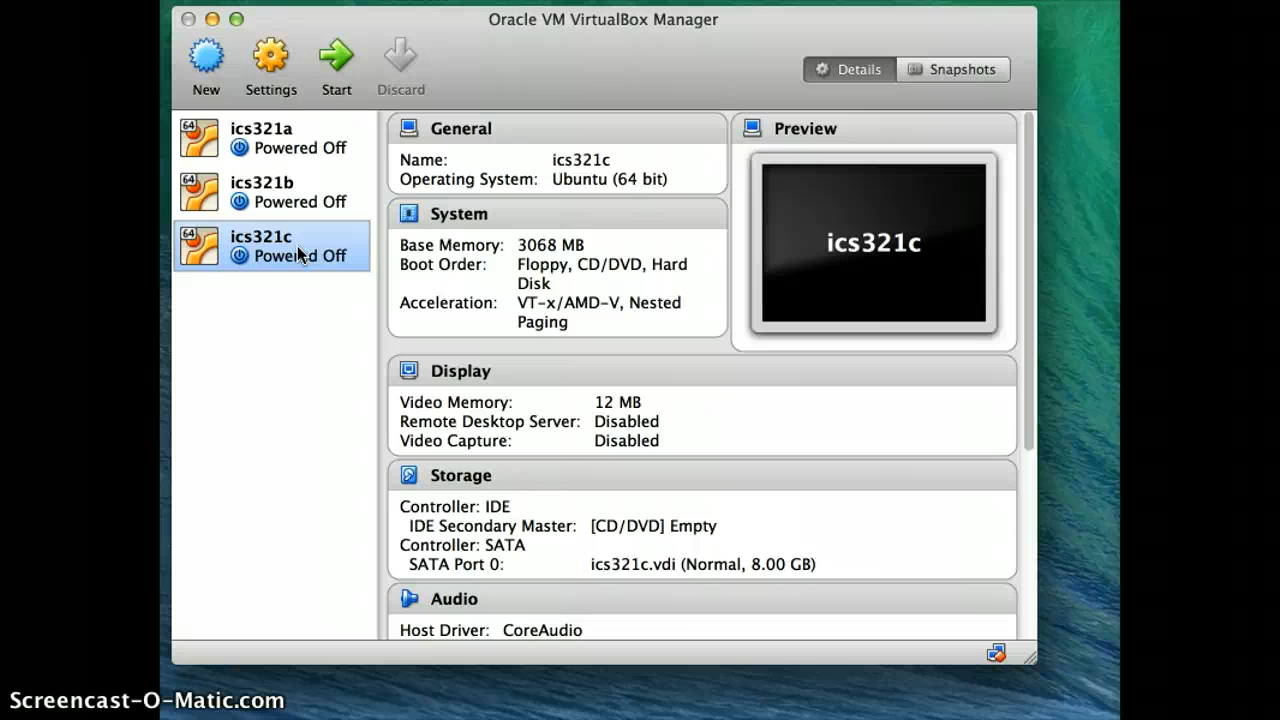 Oracle VM VirtualBox Manager
New Settings Start Discard Details Snapshots
64 ics321a
Powered Off
64 ics321b
Powered Off
64 ics321c
Powered Off
General
Name: ics321c
Operating System: Ubuntu (64 bit)
System
Base Memory: 3068 MB
Boot Order: Floppy, CD/DVD, Hard
Disk
Acceleration: VT-x/AMD-V, Nested
Paging
Preview
ics321c
Display
Video Memory: 12 MB
Remote Desktop Server: Disabled
Video Capture: Disabled
Storage
Controller: IDE
IDE Secondary Master: [CD/DVD] Empty
Controller: SATA
SATA Port 0: ics321c.vdi (Normal, 8.00 GB)
Audio
Host Driver: CoreAudio
Screencast-O-Matic.com